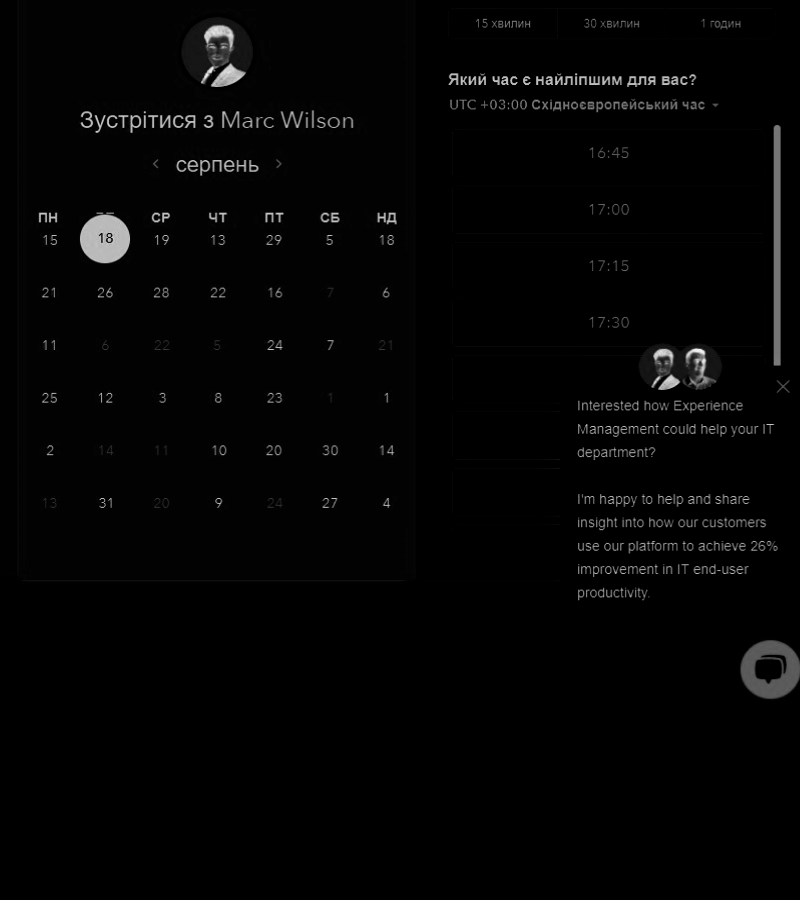 Зустрітися з Marc Wilson
серпень
ПН СР ЧТ ПТ СБ НД
15 18 19 13 29 5 18
21 26 28 22 16 7 6
11 6 22 5 24 7 21
25 12 3 8 23 1 1
2 14 11 10 20 30 14
13 31 20 9 24 27 4
15 хвилин 30 хвилин 1 годин
Який час є найліпшим для вас?
UTC +03:00 Східноєвропейський час
16:45
17:00
17:15
17:30
Interested how Experience
Management could help your IT
department?
I'm happy to help and share
insight into how our customers
use our platform to achieve 26%
improvement in IT end-user
productivity.